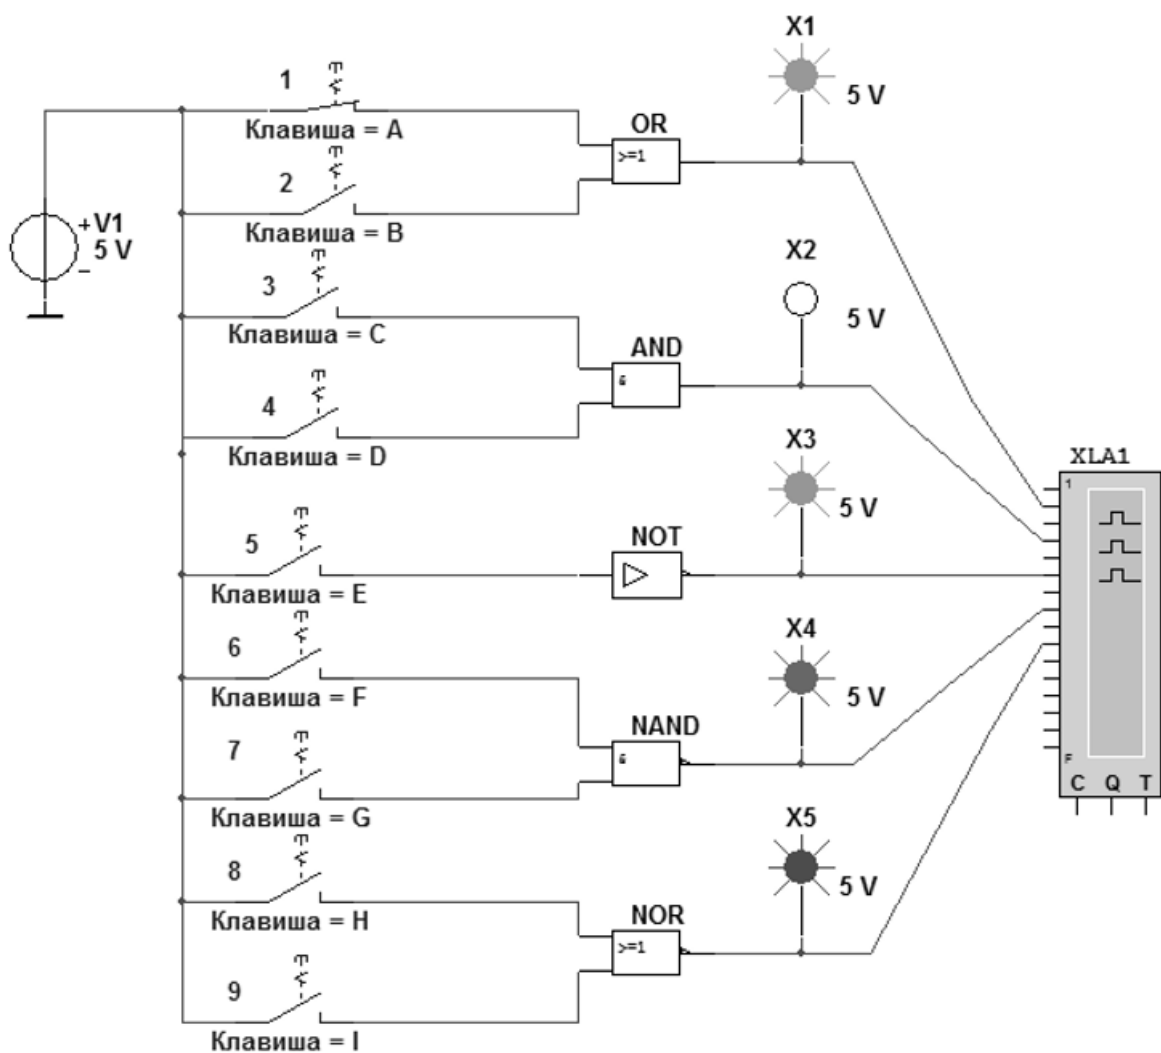 X1
1
5 V
Клавиша = A
OR
>=1
2
Клавиша = B
+V1
5 V
–
X2
3
5 V
Клавиша = C
AND
&
4
Клавиша = D
X3
XLA1
1
5 V
5
NOT
Клавиша = E
X4
6
5 V
Клавиша = F
NAND
7
&
F
C Q T
Клавиша = G
X5
8
5 V
Клавиша = H
NOR
>=1
9
Клавиша = I